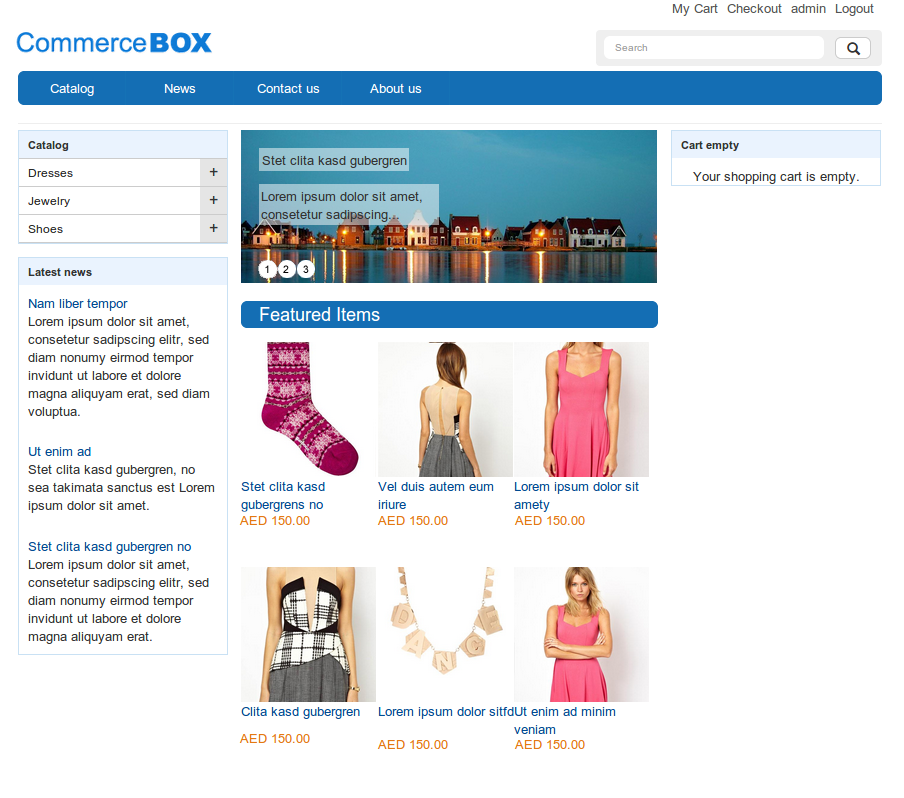 My Cart Checkout admin Logout
CommerceBOX
Search
Catalog News Contact us About us
Catalog
Dresses +
Jewelry +
Shoes +
Latest news
Nam liber tempor
Lorem ipsum dolor sit amet,
consetetur sadipscing elitr, sed
diam nonumy eirmod tempor
invidunt ut labore et dolore
magna aliquyam erat, sed diam
voluptua.
Ut enim ad
Stet clita kasd gubergren, no
sea takimata sanctus est Lorem
ipsum dolor sit amet.
Stet clita kasd gubergren no
Lorem ipsum dolor sit amet,
consetetur sadipscing elitr, sed
diam nonumy eirmod tempor
invidunt ut labore et dolore
magna aliquyam erat.
Stet clita kasd gubergren
Lorem ipsum dolor sit amet,
consetetur sadipscing...
1 2 3
Featured Items
Stet clita kasd
gubergrens no
AED 150.00
Vel duis autem eum
iriure
AED 150.00
Lorem ipsum dolor sit
amety
AED 150.00
Clita kasd gubergren
AED 150.00
DANCE
Lorem ipsum dolor sitfd
AED 150.00
Ut enim ad minim
veniam
AED 150.00
Cart empty
Your shopping cart is empty.